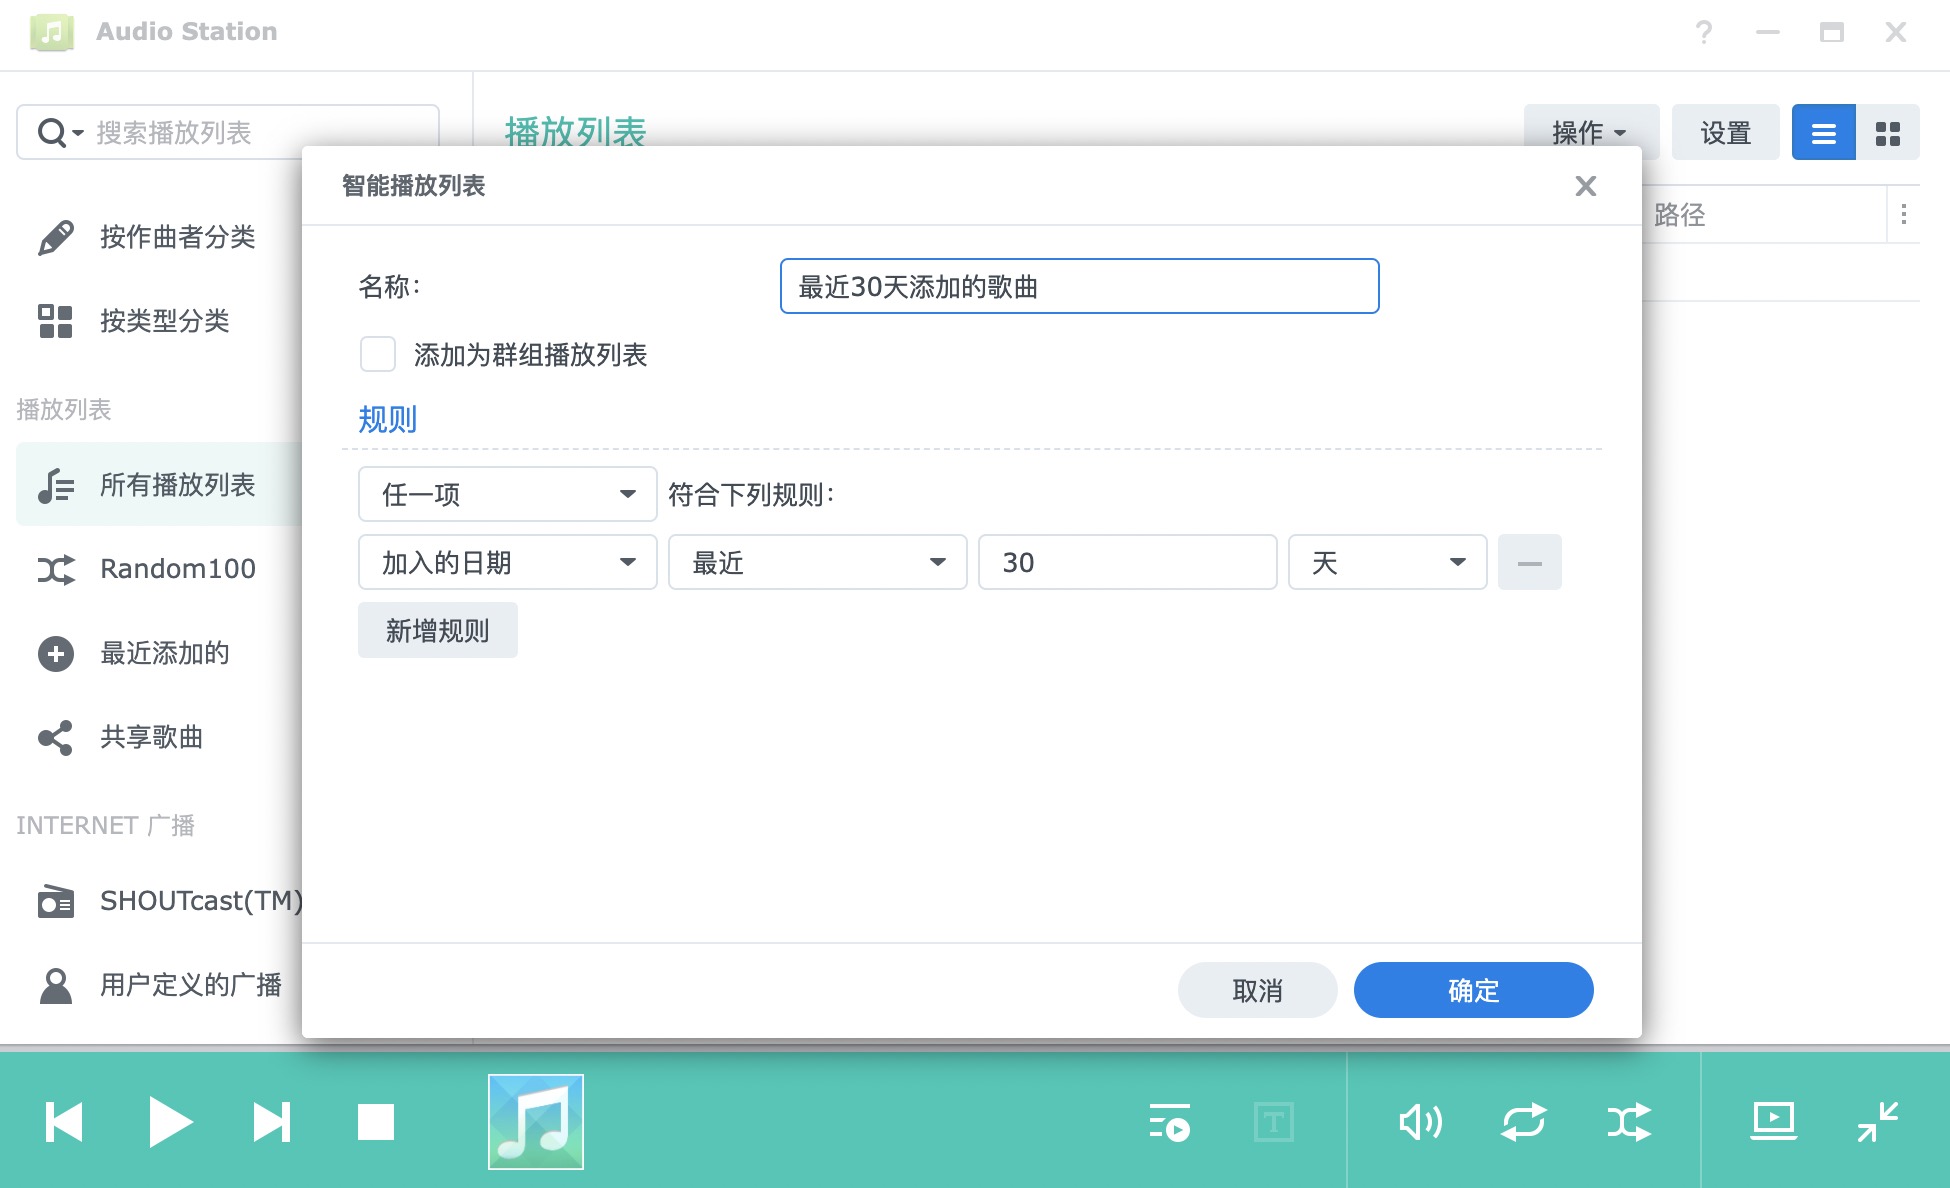 Audio Station
搜索播放列表
按作曲者分类
按类型分类
播放列表
所有播放列表
Random100
最近添加的
共享歌曲
INTERNET 广播
SHOUTcast(TM)
用户定义的广播
播放列表
操作
设置
路径
智能播放列表
名称：
最近30天添加的歌曲
添加为群组播放列表
规则
任一项 符合下列规则：
加入的日期 最近 30 天
新增规则
取消 确定